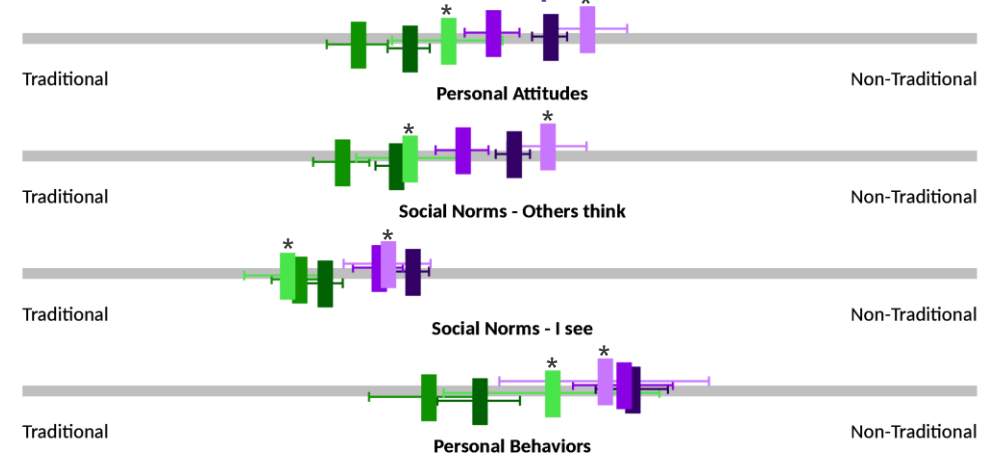 * *
Traditional Non-Traditional
Personal Attitudes
* *
Traditional Non-Traditional
Social Norms - Others think
* *
Traditional Non-Traditional
Social Norms - I see
* *
Traditional Non-Traditional
Personal Behaviors